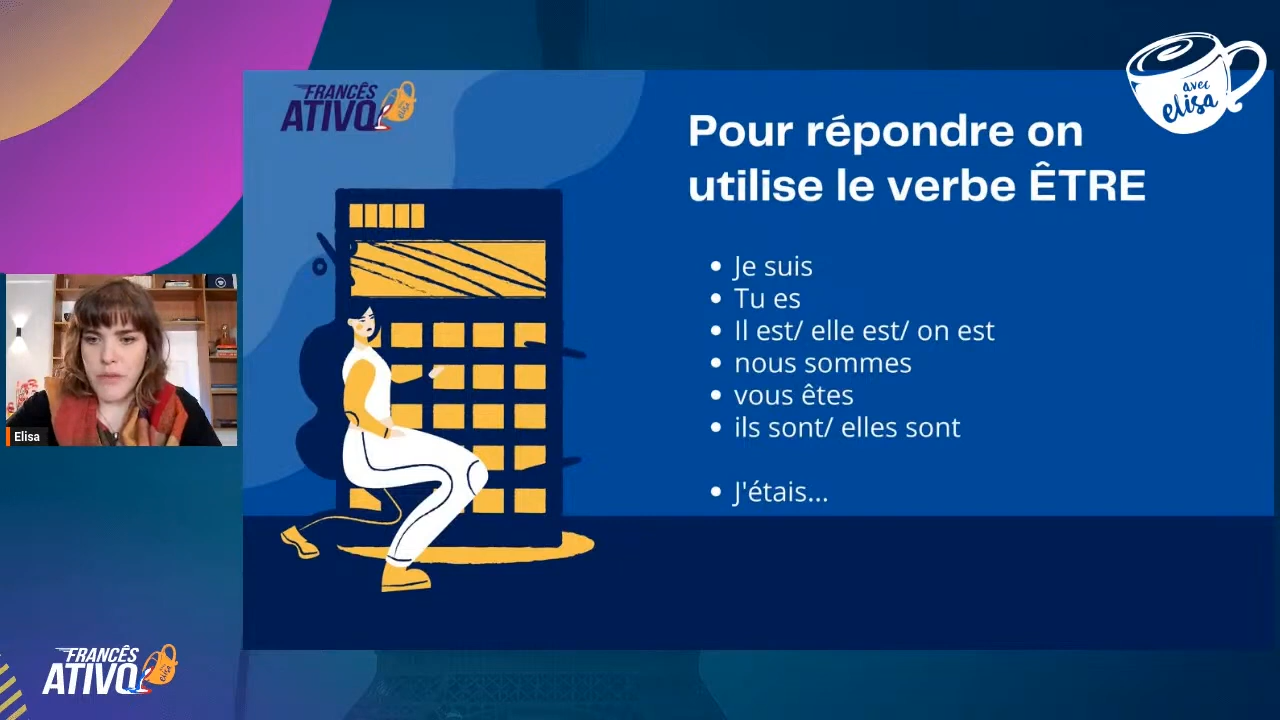 avec
elisa
FRANCÊS
ATIVO
Pour répondre on
utilise le verbe ÊTRE
• Je suis
• Tu es
• Il est/ elle est/ on est
• nous sommes
• vous êtes
• ils sont/ elles sont
• J'étais...
Elisa
FRANCÊS
ATIVO